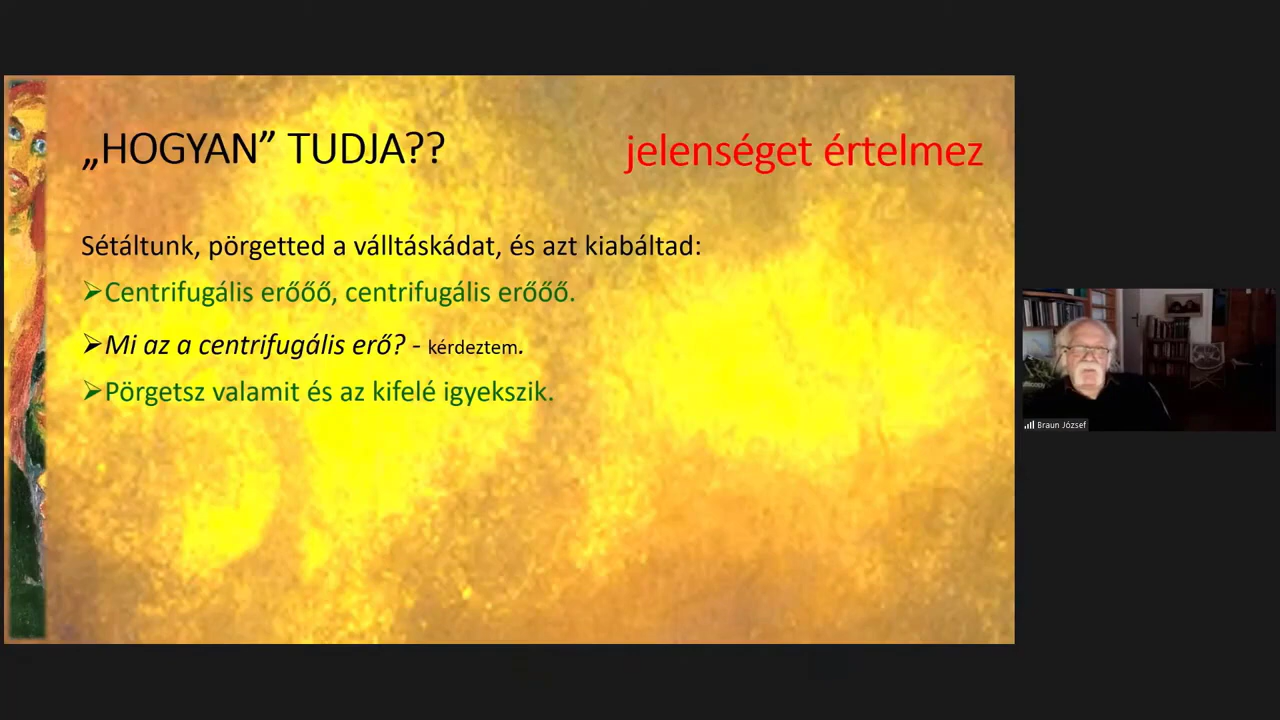 „HOGYAN” TUDJA??
jelenséget értelmez
Sétáltunk, pörgetted a válltáskádat, és azt kiabáltad:
➢Centrifugális erőőő, centrifugális erőőő.
➢Mi az a centrifugális erő? - kérdeztem.
➢Pörgetsz valamit és az kifelé igyekszik.
Braun József